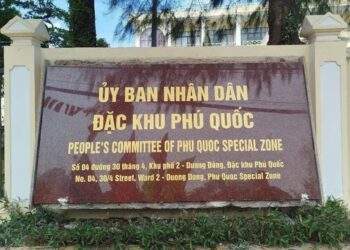 ỦY BAN NHÂN DÂN
ĐẶC KHU PHÚ QUỐC
PEOPLE'S COMMITTEE OF PHU QUOC SPECIAL ZONE
Số 04 đường 30 tháng 4, Khu phố 2 - Dương Đông, Đặc khu Phú Quốc
No. 04, 30/4 Street, Ward 2 - Duong Dong, Phu Quoc Special Zone